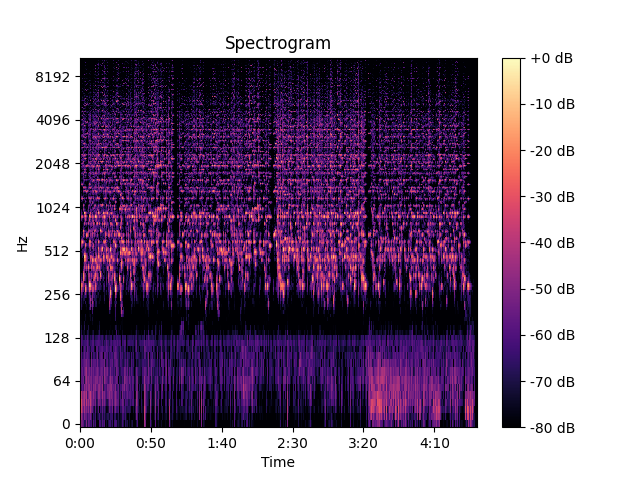 Spectrogram
Hz
8192
4096
2048
1024
512
256
128
64
0
0:00 0:50 1:40 2:30 3:20 4:10
Time
+0 dB
-10 dB
-20 dB
-30 dB
-40 dB
-50 dB
-60 dB
-70 dB
-80 dB